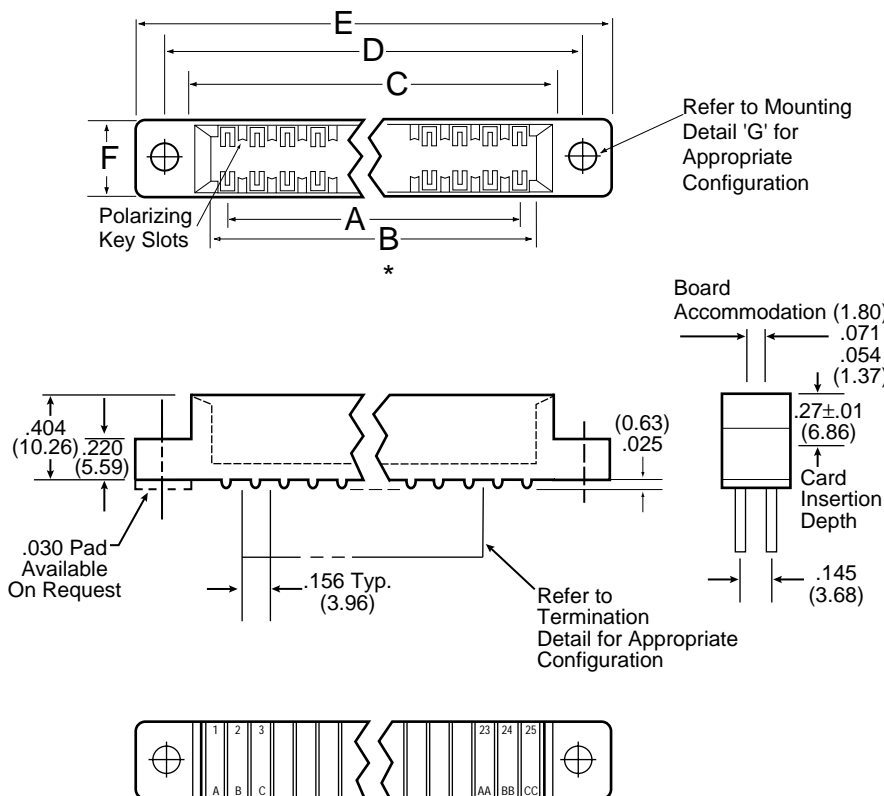 E
D
C
F
A
B
*
Polarizing
Key Slots
Refer to Mounting
Detail 'G' for
Appropriate
Configuration
Board
Accommodation (1.80)
.071
.054
(1.37)
.404
(10.26)
.220
(5.59)
(0.63)
.025
.27±.01
(6.86)
Card
Insertion
Depth
.030 Pad
Available
On Request
.156 Typ.
(3.96)
Refer to
Termination
Detail for Appropriate
Configuration
.145
(3.68)
1 2 3 23 24 25
A B C AA BB CC